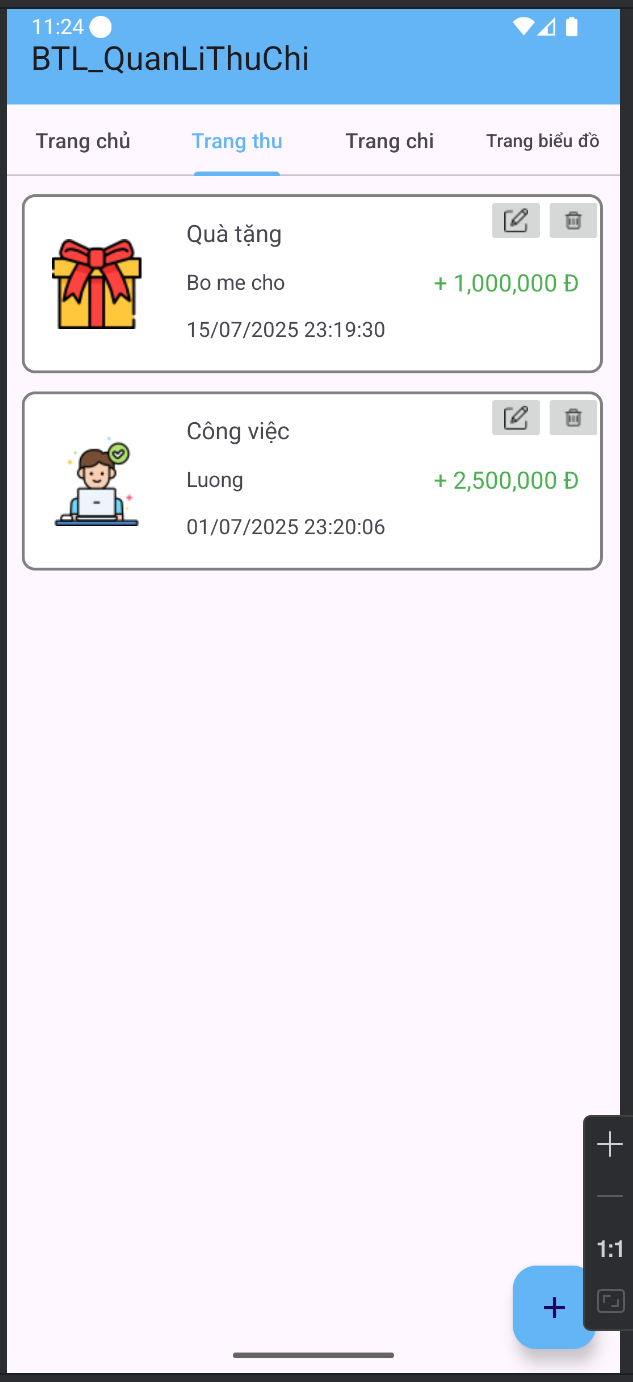 11:24
BTL_QuanLiThuChi
Trang chủ Trang thu Trang chi Trang biểu đồ
Quà tặng
Bo me cho + 1,000,000 Đ
15/07/2025 23:19:30
Công việc
Luong + 2,500,000 Đ
01/07/2025 23:20:06
1:1